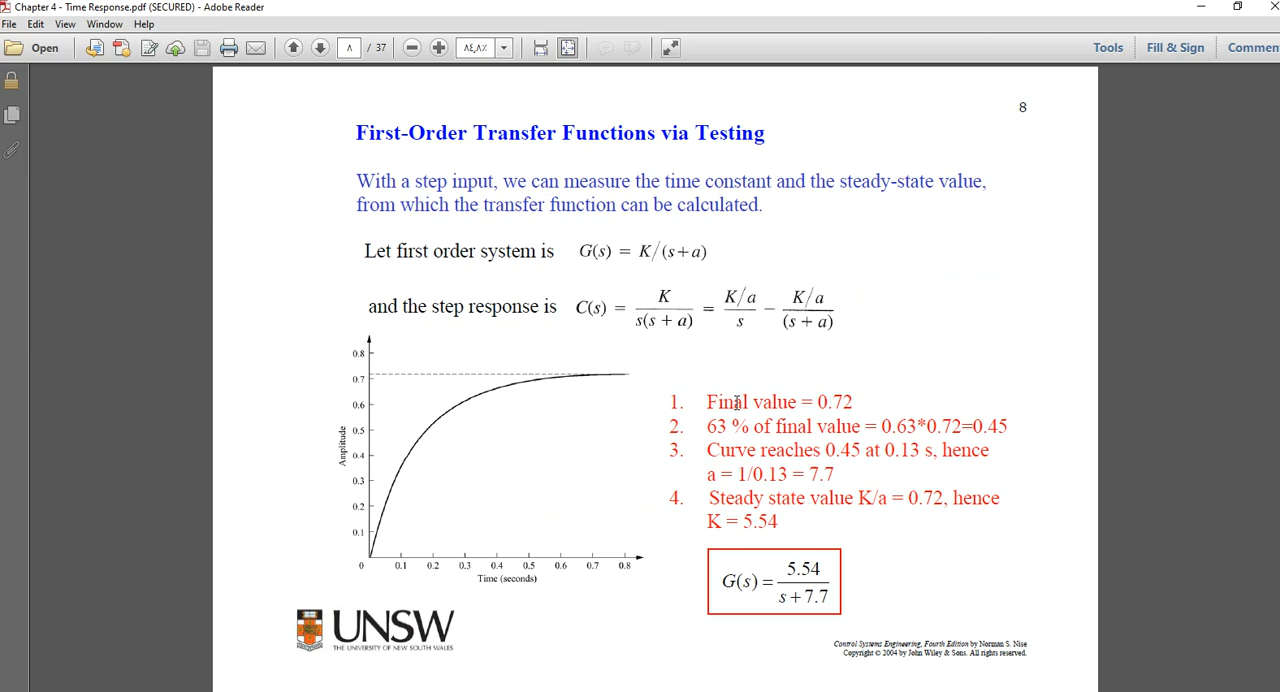 Chapter 4 - Time Response.pdf (SECURED) - Adobe Reader
File Edit View Window Help
Open ٨ / 37 ٨٤,٨٪ Tools Fill & Sign Commen
8
First-Order Transfer Functions via Testing
With a step input, we can measure the time constant and the steady-state value,
from which the transfer function can be calculated.
Let first order system is G(s) = K/(s+a)
and the step response is C(s) = K / s(s + a) = K/a / s − K/a / (s + a)
0.8
0.7
0.6
0.5
0.4
0.3
0.2
0.1
Amplitude
0 0.1 0.2 0.3 0.4 0.5 0.6 0.7 0.8
Time (seconds)
1. Final value = 0.72
2. 63 % of final value = 0.63*0.72=0.45
3. Curve reaches 0.45 at 0.13 s, hence
a = 1/0.13 = 7.7
4. Steady state value K/a = 0.72, hence
K = 5.54
G(s) = 5.54 / s + 7.7
UNSW
THE UNIVERSITY OF NEW SOUTH WALES
Control Systems Engineering, Fourth Edition by Norman S. Nise
Copyright © 2004 by John Wiley & Sons. All rights reserved.